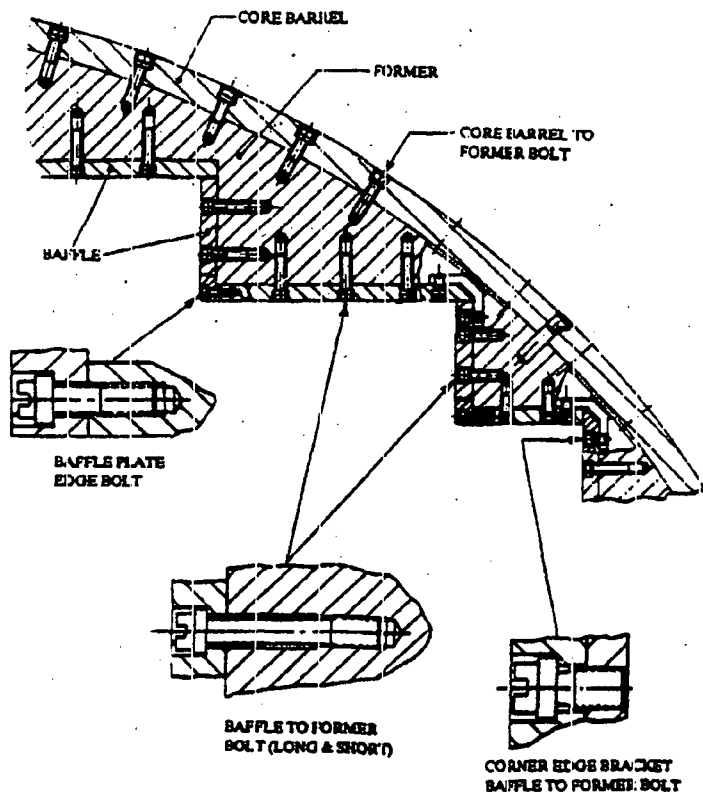 CORE BARREL
FORMER
CORE BARREL TO
FORMER BOLT
BAFFLE
BAFFLE PLATE
EDGE BOLT
BAFFLE TO FORMER
BOLT (LONG & SHORT)
CORNER EDGE BRACKET
BAFFLE TO FORMER BOLT